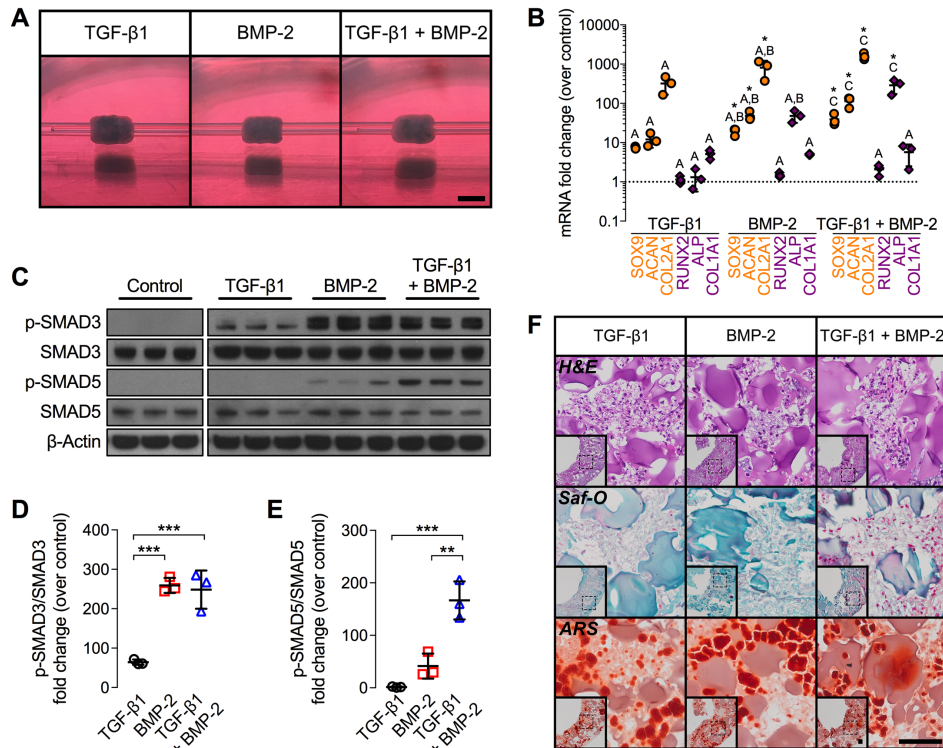 A
TGF-β1
BMP-2
TGF-β1 + BMP-2
B
mRNA fold change (over control)
10000
1000
100
10
1
0.1
A
A
A
A
A
A
*
A,B
*
A,B
*
A,B
A
A,B
A
*
C
*
C
*
C
A
*
C
A
TGF-β1
BMP-2
TGF-β1 + BMP-2
SOX9
ACAN
COL2A1
RUNX2
ALP
COL1A1
SOX9
ACAN
COL2A1
RUNX2
ALP
COL1A1
SOX9
ACAN
COL2A1
RUNX2
ALP
COL1A1
C
Control
TGF-β1
BMP-2
TGF-β1
+ BMP-2
p-SMAD3
SMAD3
p-SMAD5
SMAD5
β-Actin
D
p-SMAD3/SMAD3
fold change (over control)
400
300
200
100
0
***
***
TGF-β1
BMP-2
TGF-β1
+ BMP-2
E
p-SMAD5/SMAD5
fold change (over control)
300
200
100
0
***
**
TGF-β1
BMP-2
TGF-β1
+ BMP-2
F
TGF-β1
BMP-2
TGF-β1 + BMP-2
H&E
Saf-O
ARS